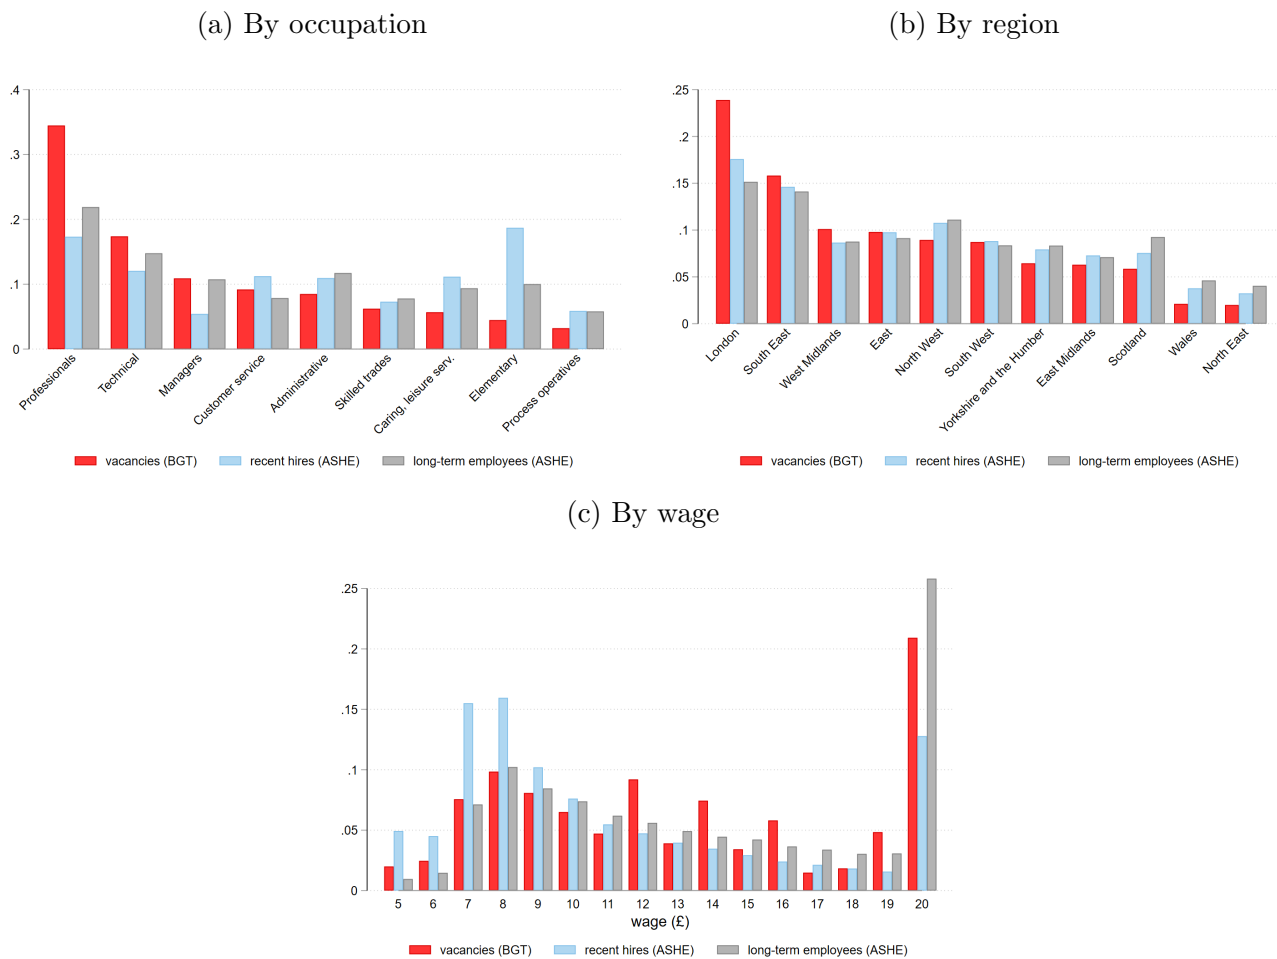 (a) By occupation
.4
.3
.2
.1
0
Professionals
Technical
Managers
Customer service
Administrative
Skilled trades
Caring, leisure serv.
Elementary
Process operatives
vacancies (BGT) recent hires (ASHE) long-term employees (ASHE)
(b) By region
.25
.2
.15
.1
.05
0
London
South East
West Midlands
East
North West
South West
Yorkshire and the Humber
East Midlands
Scotland
Wales
North East
vacancies (BGT) recent hires (ASHE) long-term employees (ASHE)
(c) By wage
.25
.2
.15
.1
.05
0
5 6 7 8 9 10 11 12 13 14 15 16 17 18 19 20
wage (£)
vacancies (BGT) recent hires (ASHE) long-term employees (ASHE)